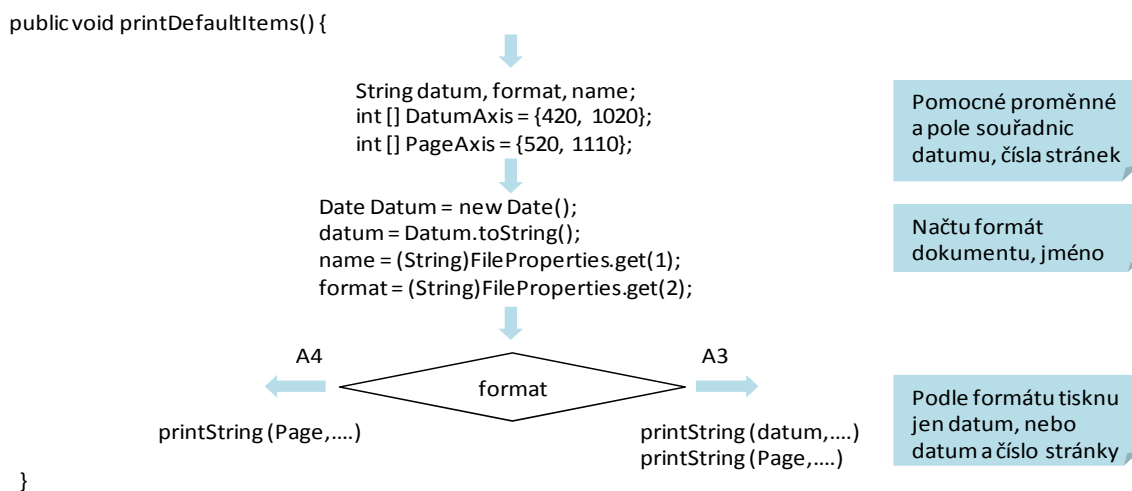 public void printDefaultItems() {
String datum, format, name;
int [] DatumAxis = {420, 1020};
int [] PageAxis = {520, 1110};
Pomocné proměnné
a pole souřadnic
datumu, čísla stránek
Date Datum = new Date();
datum = Datum.toString();
name = (String)FileProperties.get(1);
format = (String)FileProperties.get(2);
Načtu formát
dokumentu, jméno
A4
A3
format
printString (Page,....)
printString (datum,....)
printString (Page,....)
Podle formátu tisknu
jen datum, nebo
datum a číslo stránky
}